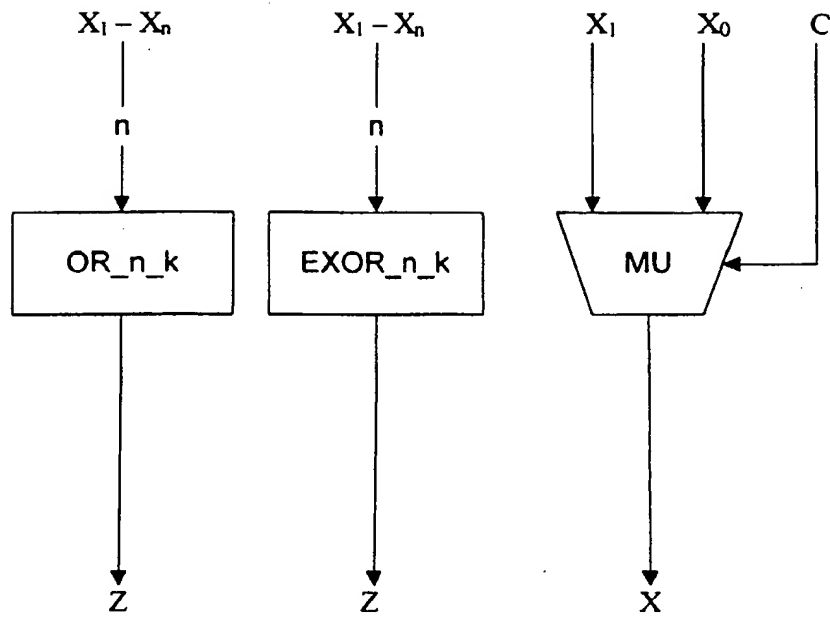 X₁ – Xₙ X₁ – Xₙ X₁ X₀ C
n n
OR_n_k EXOR_n_k MU
Z Z X